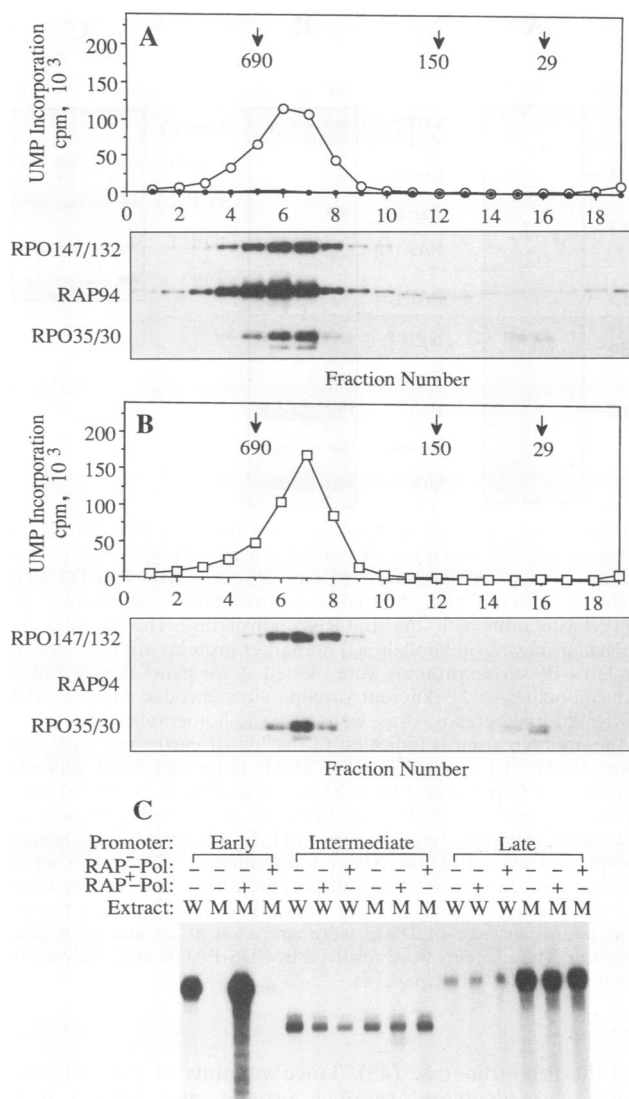 A
UMP Incorporation
cpm, 10 3
200
150
100
50
0
690
150
29
0 2 4 6 8 10 12 14 16 18
RPO147/132
RAP94
RPO35/30
Fraction Number
B
UMP Incorporation
cpm, 10 3
200
150
100
50
0
690
150
29
0 2 4 6 8 10 12 14 16 18
RPO147/132
RAP94
RPO35/30
Fraction Number
C
Promoter: Early Intermediate Late
RAP⁻–Pol: – – – + – – + – – + – – + – – +
RAP⁺–Pol: – – + – – + – – + – – + – – + –
Extract: W M M M W W W M M M W W W M M M